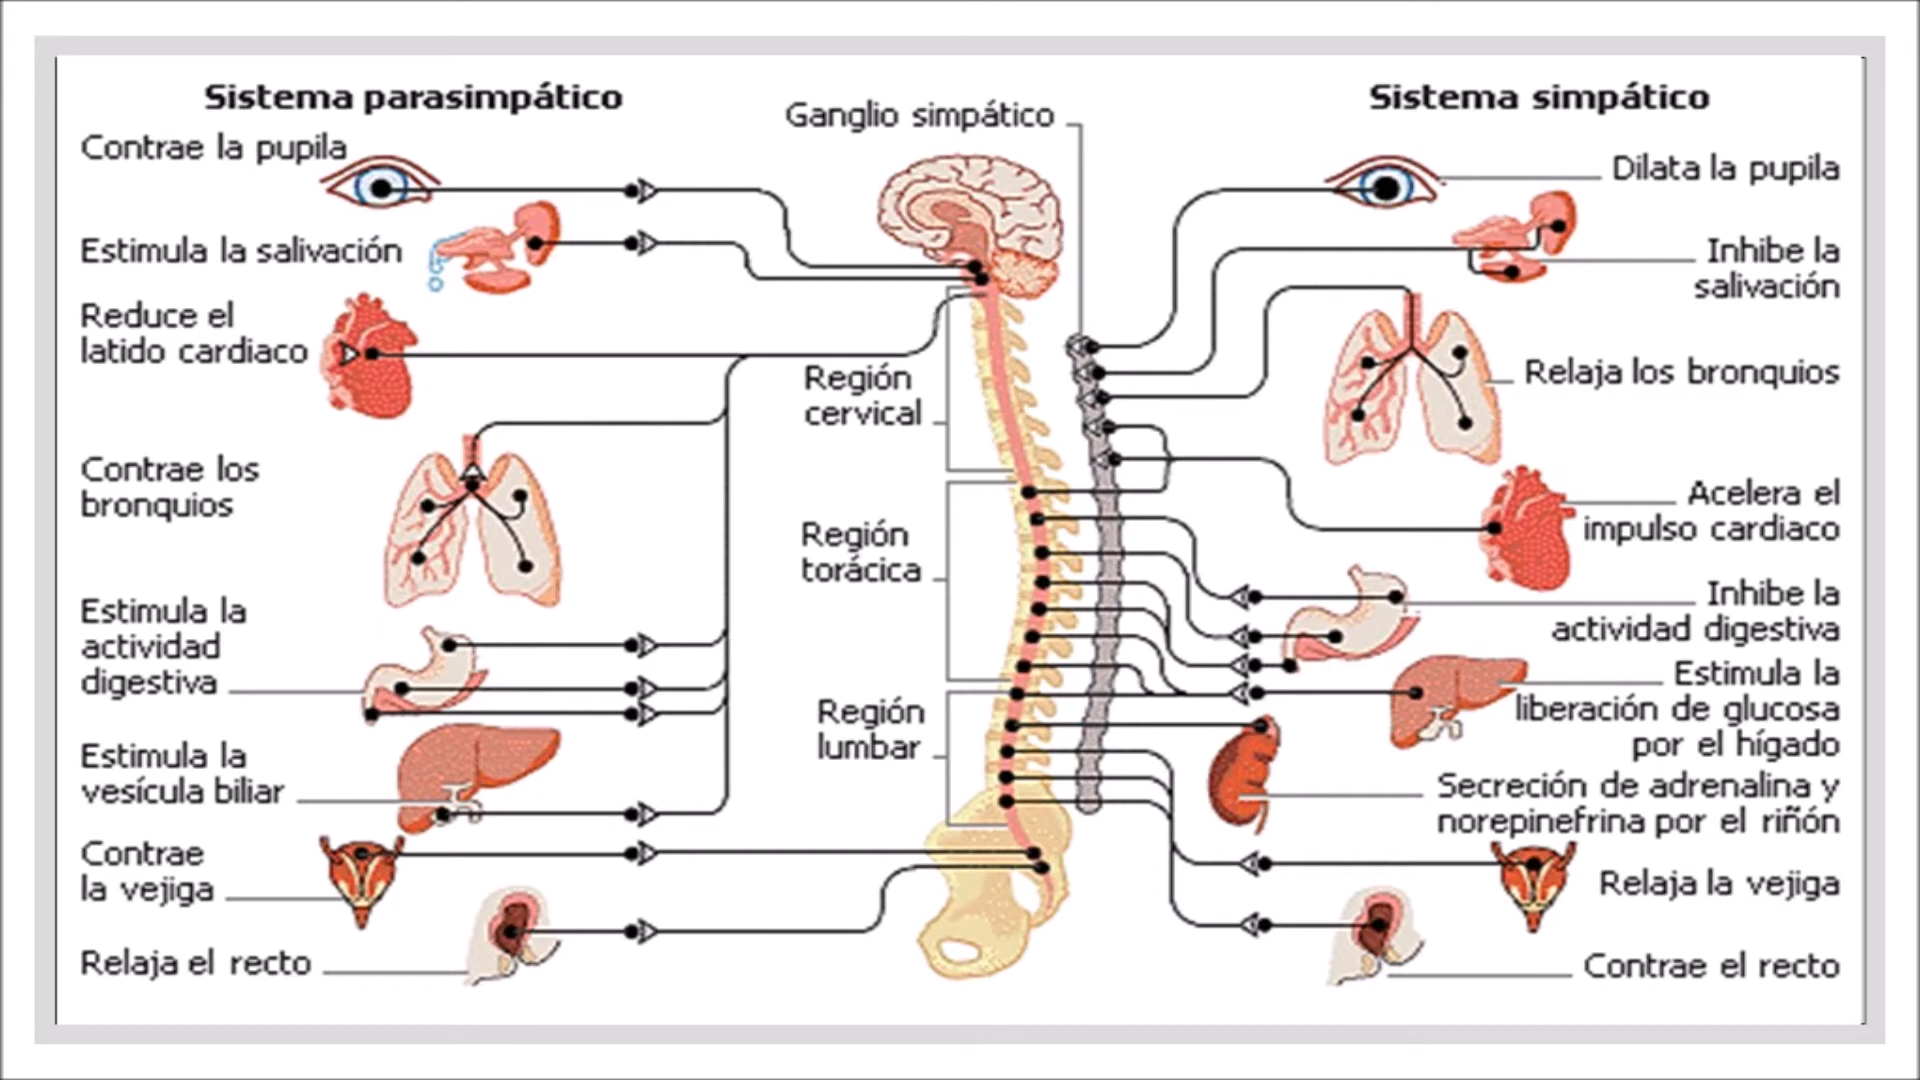 Sistema parasimpático
Contrae la pupila
Estimula la salivación
Reduce el
latido cardiaco
Contrae los
bronquios
Estimula la
actividad
digestiva
Estimula la
vesícula biliar
Contrae
la vejiga
Relaja el recto
Ganglio simpático
Región
cervical
Región
torácica
Región
lumbar
Sistema simpático
Dilata la pupila
Inhibe la
salivación
Relaja los bronquios
Acelera el
impulso cardiaco
Inhibe la
actividad digestiva
Estimula la
liberación de glucosa
por el hígado
Secreción de adrenalina y
norepinefrina por el riñón
Relaja la vejiga
Contrae el recto